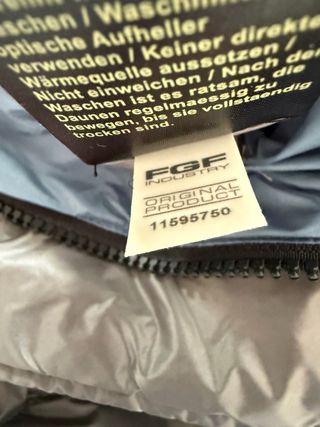 aschen / Waschmi
optische Aufheller
verwenden / Keiner direkte
Wärmequelle aussetzen /
Nicht einweichen / Nach dem
Waschen ist es ratsam, die
Daunen regelmaessig zu
bewegen, bis sie vollstaendig
trocken sind.
FGF
INDUSTRY
ORIGINAL
PRODUCT
11595750